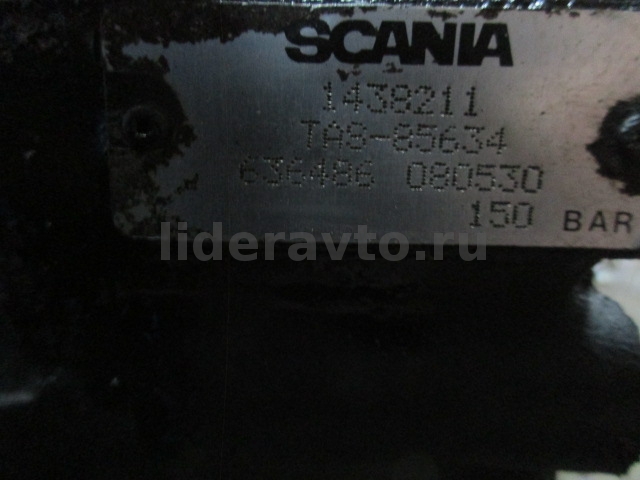 SCANIA
1438211
TA8-85634
636486 080530
150 BAR
lideravto.ru